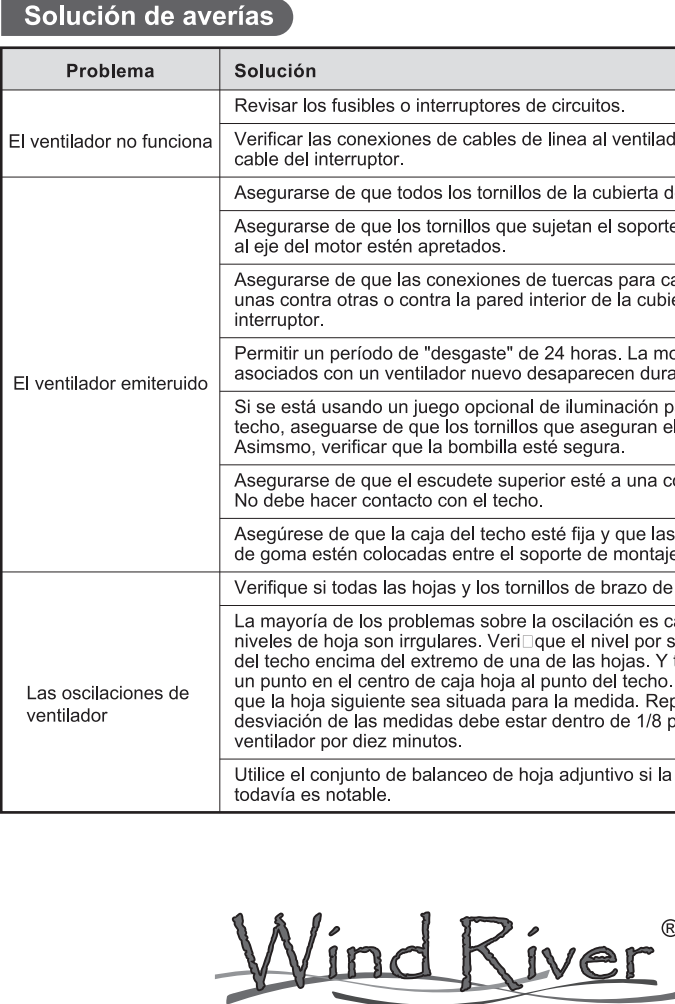 Solución de averías
Problema
Solución
El ventilador no funciona
Revisar los fusibles o interruptores de circuitos.
Verificar las conexiones de cables de linea al ventilad
cable del interruptor.
El ventilador emiteruido
Asegurarse de que todos los tornillos de la cubierta d
Asegurarse de que los tornillos que sujetan el soporte
al eje del motor estén apretados.
Asegurarse de que las conexiones de tuercas para ca
unas contra otras o contra la pared interior de la cubie
interruptor.
Permitir un período de "desgaste" de 24 horas. La mo
asociados con un ventilador nuevo desaparecen dura
Si se está usando un juego opcional de iluminación p
techo, aseguarse de que los tornillos que aseguran el
Asimsmo, verificar que la bombilla esté segura.
Asegurarse de que el escudete superior esté a una co
No debe hacer contacto con el techo.
Asegúrese de que la caja del techo esté fija y que las
de goma estén colocadas entre el soporte de montaje
Las oscilaciones de
ventilador
Verifique si todas las hojas y los tornillos de brazo de
La mayoría de los problemas sobre la oscilación es ca
niveles de hoja son irrgulares. Veri□que el nivel por s
del techo encima del extremo de una de las hojas. Y t
un punto en el centro de caja hoja al punto del techo.
que la hoja siguiente sea situada para la medida. Rep
desviación de las medidas debe estar dentro de 1/8 p
ventilador por diez minutos.
Utilice el conjunto de balanceo de hoja adjuntivo si la
todavía es notable.
Wind River®